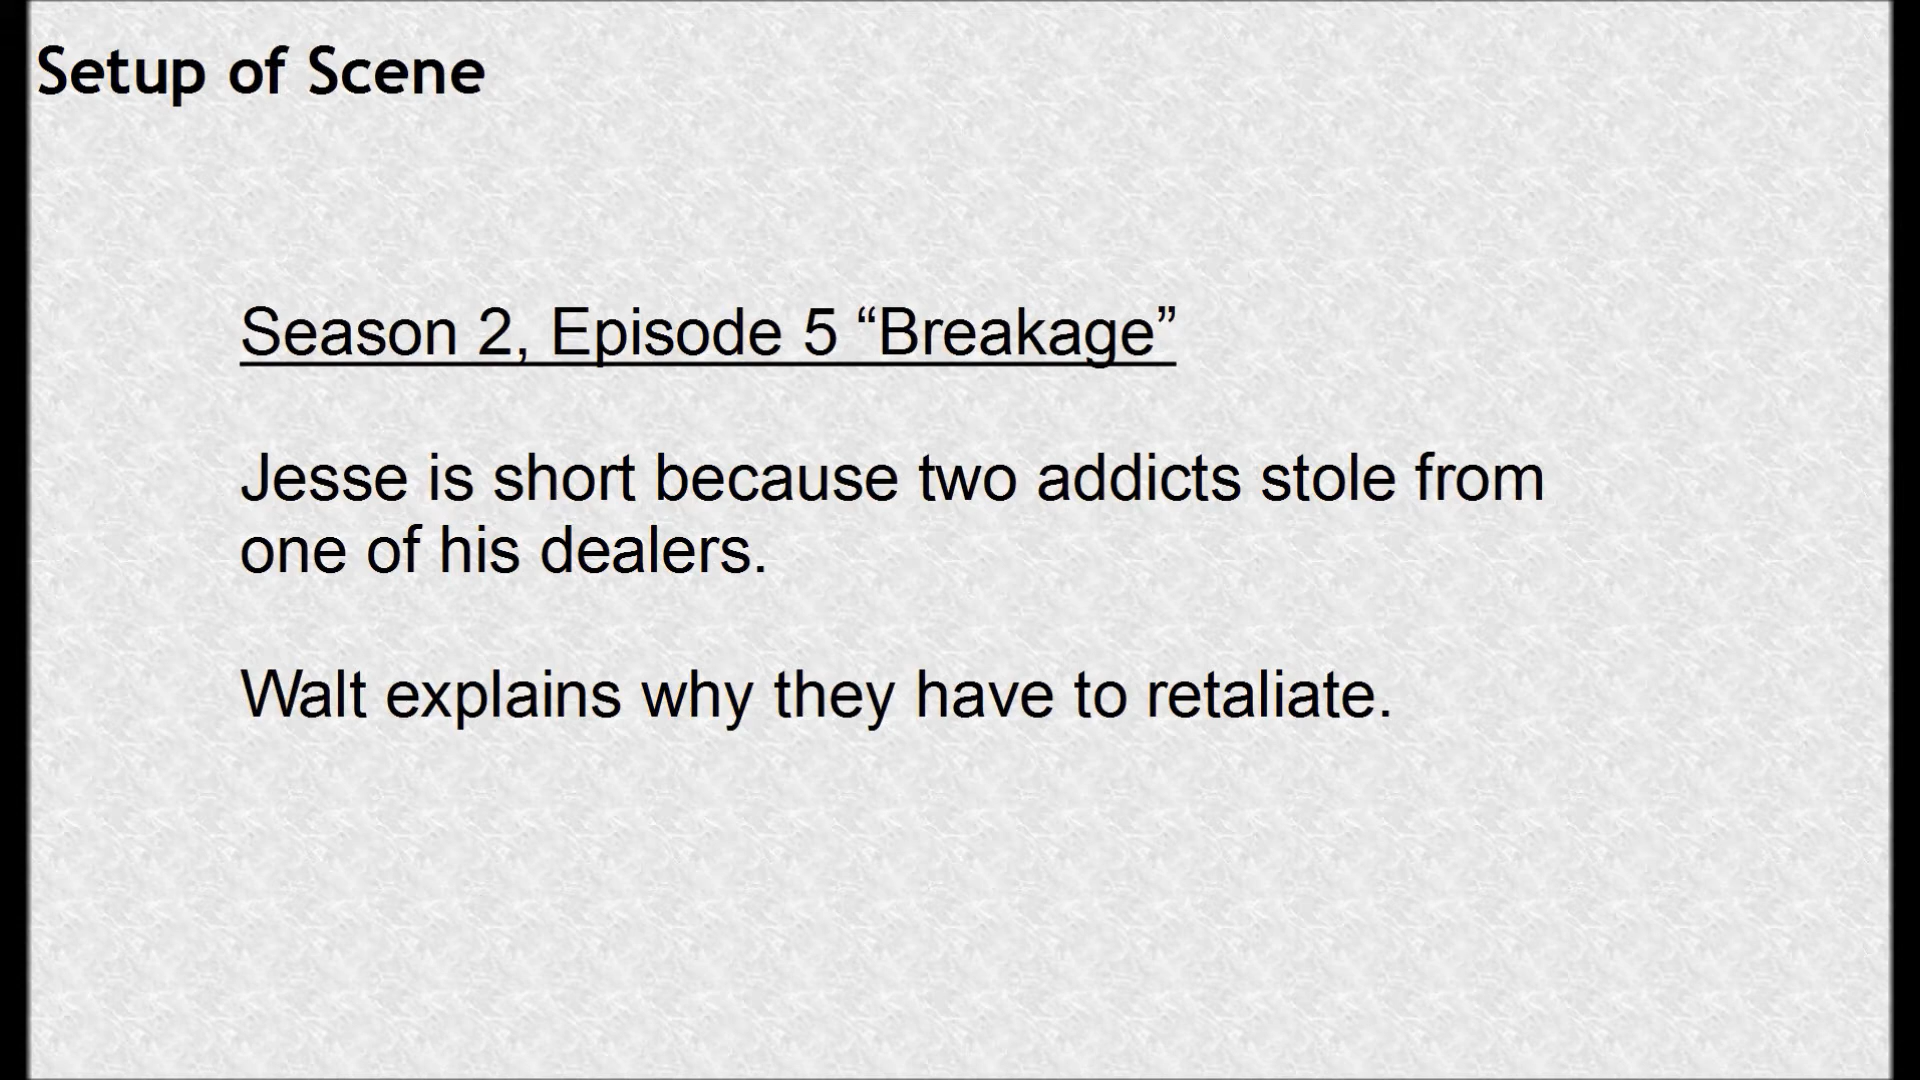 Setup of Scene
Season 2, Episode 5 “Breakage”
Jesse is short because two addicts stole from
one of his dealers.
Walt explains why they have to retaliate.